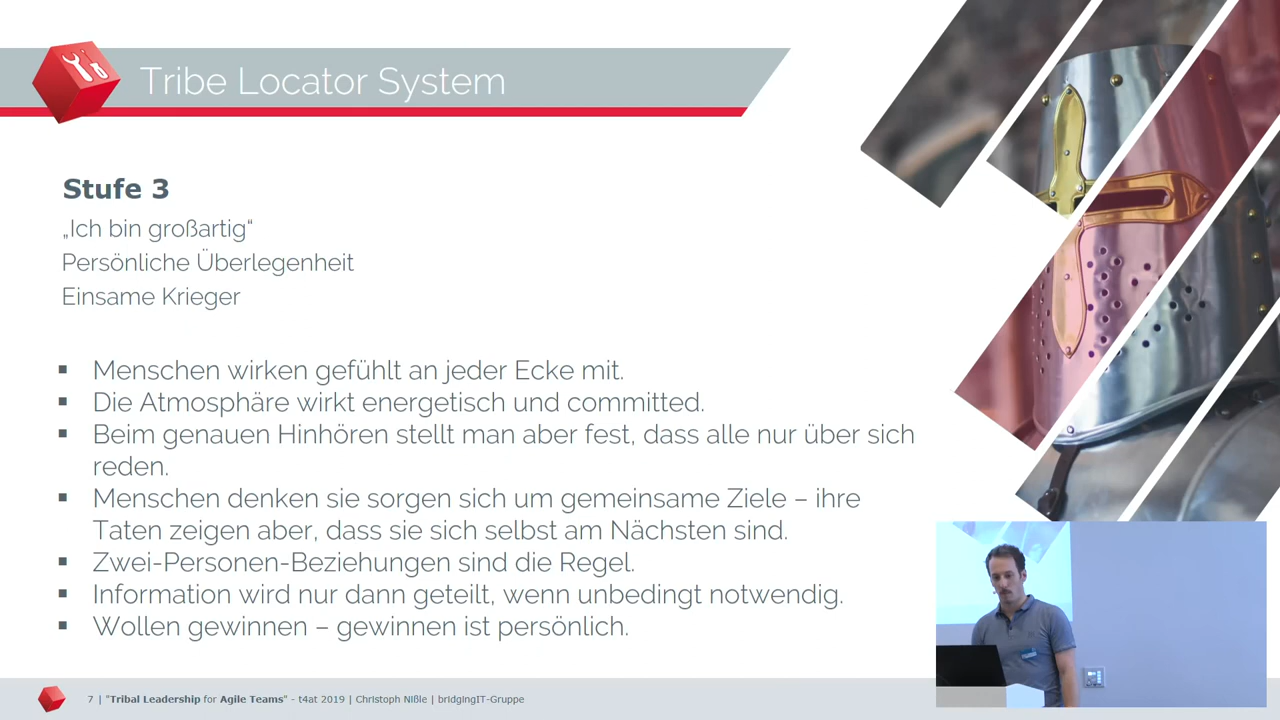 Tribe Locator System
Stufe 3
„Ich bin großartig“
Persönliche Überlegenheit
Einsame Krieger
▪ Menschen wirken gefühlt an jeder Ecke mit.
▪ Die Atmosphäre wirkt energetisch und committed.
▪ Beim genauen Hinhören stellt man aber fest, dass alle nur über sich
reden.
▪ Menschen denken sie sorgen sich um gemeinsame Ziele – ihre
Taten zeigen aber, dass sie sich selbst am Nächsten sind.
▪ Zwei-Personen-Beziehungen sind die Regel.
▪ Information wird nur dann geteilt, wenn unbedingt notwendig.
▪ Wollen gewinnen – gewinnen ist persönlich.
7 | "Tribal Leadership for Agile Teams" - t4at 2019 | Christoph Nißle | bridgingIT-Gruppe